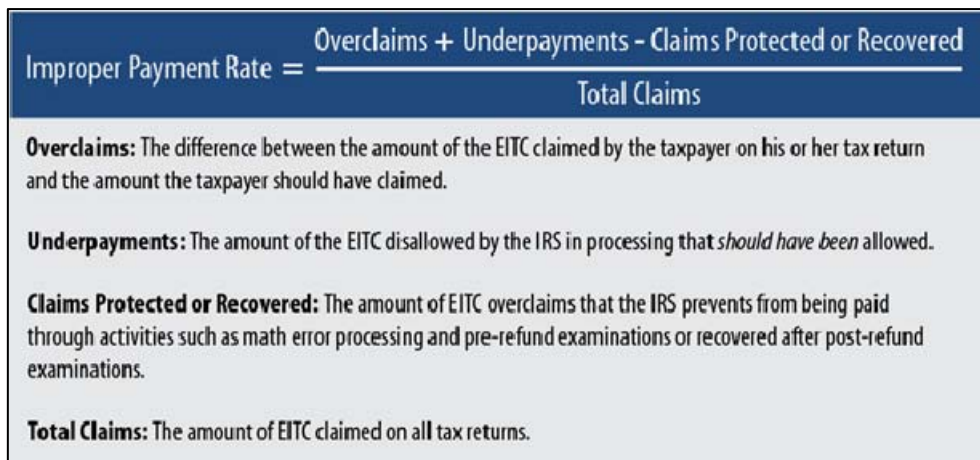 Improper Payment Rate = Overclaims + Underpayments - Claims Protected or Recovered
Total Claims
Overclaims: The difference between the amount of the EITC claimed by the taxpayer on his or her tax return
and the amount the taxpayer should have claimed.
Underpayments: The amount of the EITC disallowed by the IRS in processing that should have been allowed.
Claims Protected or Recovered: The amount of EITC overclaims that the IRS prevents from being paid
through activities such as math error processing and pre-refund examinations or recovered after post-refund
examinations.
Total Claims: The amount of EITC claimed on all tax returns.